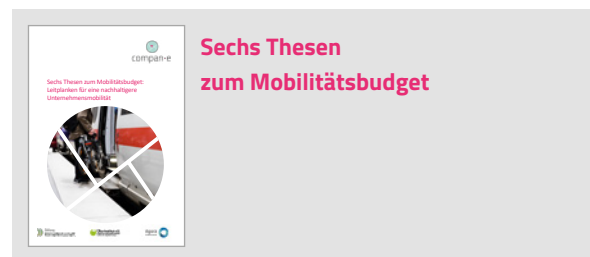 compan-e
Sechs Thesen zum Mobilitätsbudget:
Leitplanken für eine nachhaltigere
Unternehmensmobilität
Sechs Thesen
zum Mobilitätsbudget